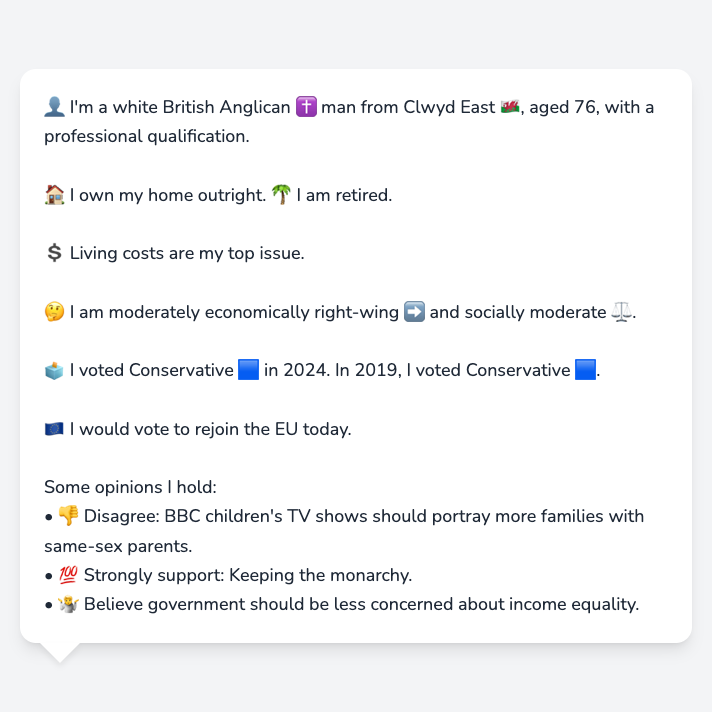 👤 I'm a white British Anglican ✝️ man from Clwyd East 🏴󠁧󠁢󠁷󠁬󠁳󠁿, aged 76, with a
professional qualification.
🏠 I own my home outright. 🌴 I am retired.
💲 Living costs are my top issue.
🤔 I am moderately economically right-wing ➡️ and socially moderate ⚖️.
🗳️ I voted Conservative 🟦 in 2024. In 2019, I voted Conservative 🟦.
🇪🇺 I would vote to rejoin the EU today.
Some opinions I hold:
• 👎 Disagree: BBC children's TV shows should portray more families with
same-sex parents.
• 💯 Strongly support: Keeping the monarchy.
• 🤷 Believe government should be less concerned about income equality.